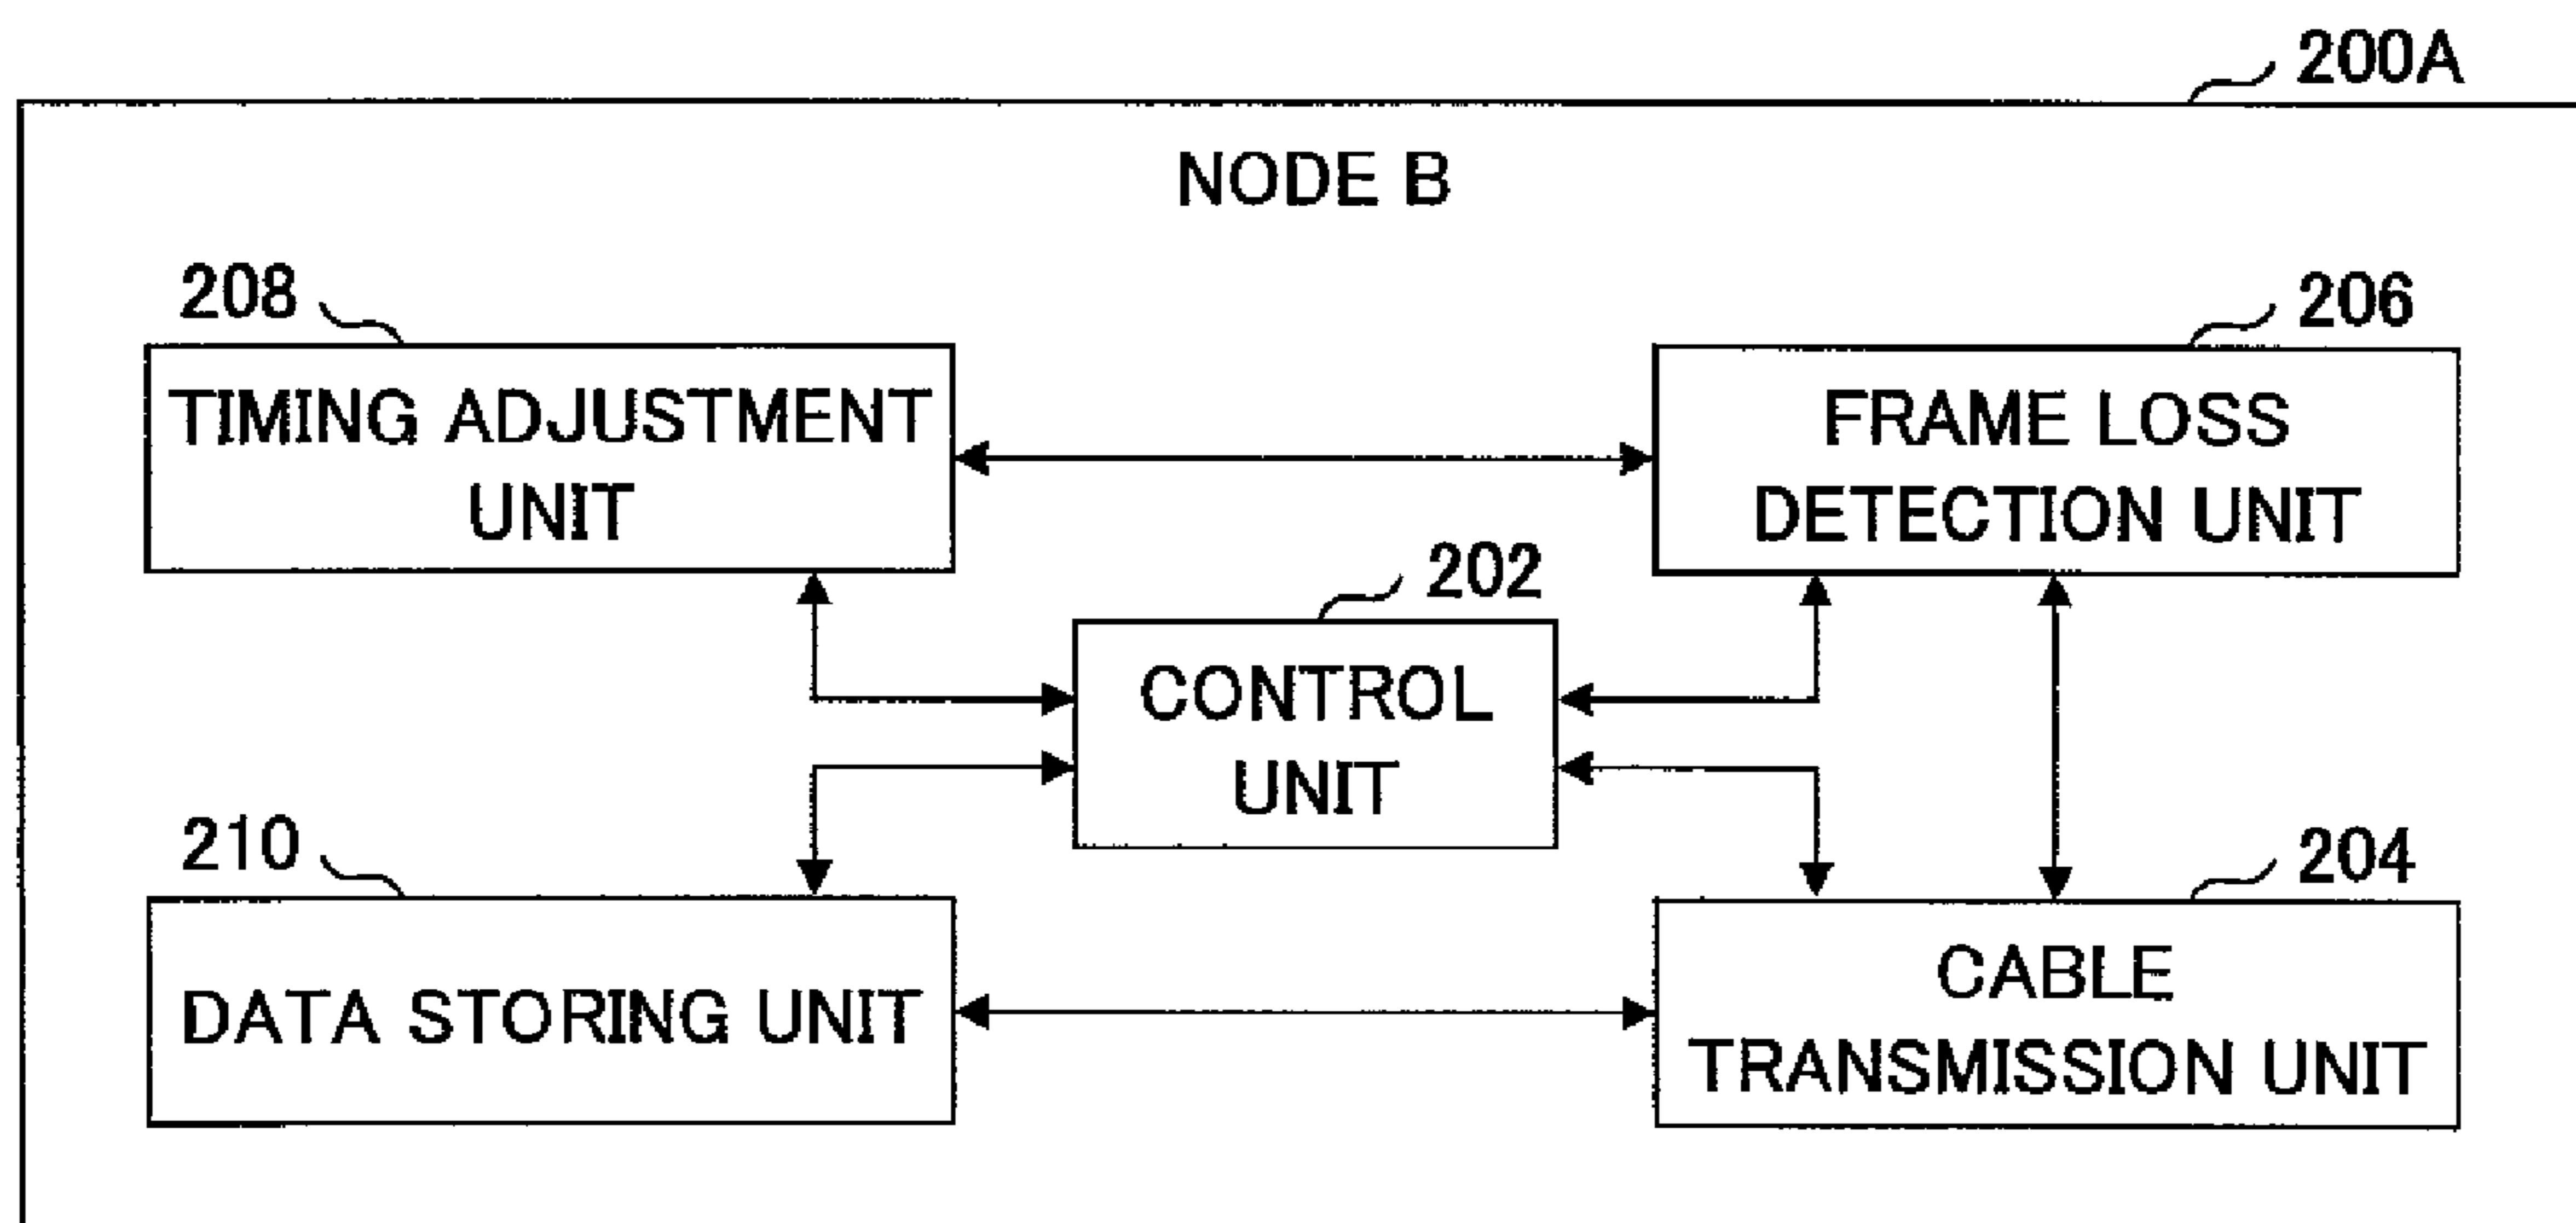 200A
NODE B
208
TIMING ADJUSTMENT
UNIT
206
FRAME LOSS
DETECTION UNIT
202
CONTROL
UNIT
210
DATA STORING UNIT
204
CABLE
TRANSMISSION UNIT